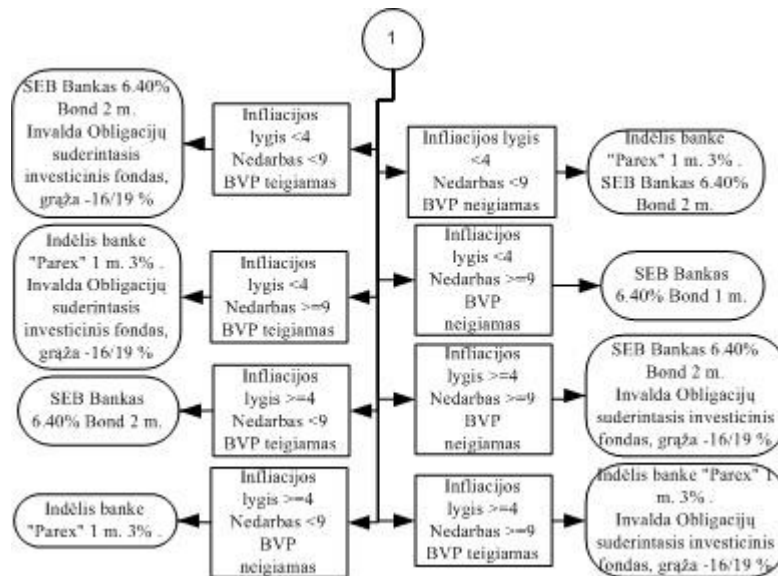 1
SEB Bankas 6.40%
Bond 2 m.
Invalda Obligacijų
suderintasis
investicinis fondas,
grąža -16/19 %
Infliacijos
lygis <4
Nedarbas <9
BVP teigiamas
Infliacijos lygis
<4
Nedarbas <9
BVP neigiamas
Indėlis banke
"Parex" 1 m. 3% .
SEB Bankas 6.40%
Bond 2 m.
Indėlis banke
"Parex" 1 m. 3% .
Invalda Obligacijų
suderintasis
investicinis fondas,
grąža -16/19 %
Infliacijos
lygis <4
Nedarbas >=9
BVP teigiamas
Infliacijos
lygis <4
Nedarbas >=9
BVP
neigiamas
SEB Bankas
6.40% Bond 1 m.
SEB Bankas
6.40% Bond 2 m.
Infliacijos
lygis >=4
Nedarbas <9
BVP teigiamas
Infliacijos
lygis >=4
Nedarbas >=9
BVP
neigiamas
SEB Bankas 6.40%
Bond 2 m.
Invalda Obligacijų
suderintasis investicinis
fondas, grąža -16/19 %
Indėlis banke
"Parex" 1 m. 3% .
Infliacijos
lygis >=4
Nedarbas <9
BVP
neigiamas
Infliacijos
lygis >=4
Nedarbas >=9
BVP teigiamas
Indėlis banke "Parex" 1
m. 3% .
Invalda Obligacijų
suderintasis investicinis
fondas, grąža -16/19 %